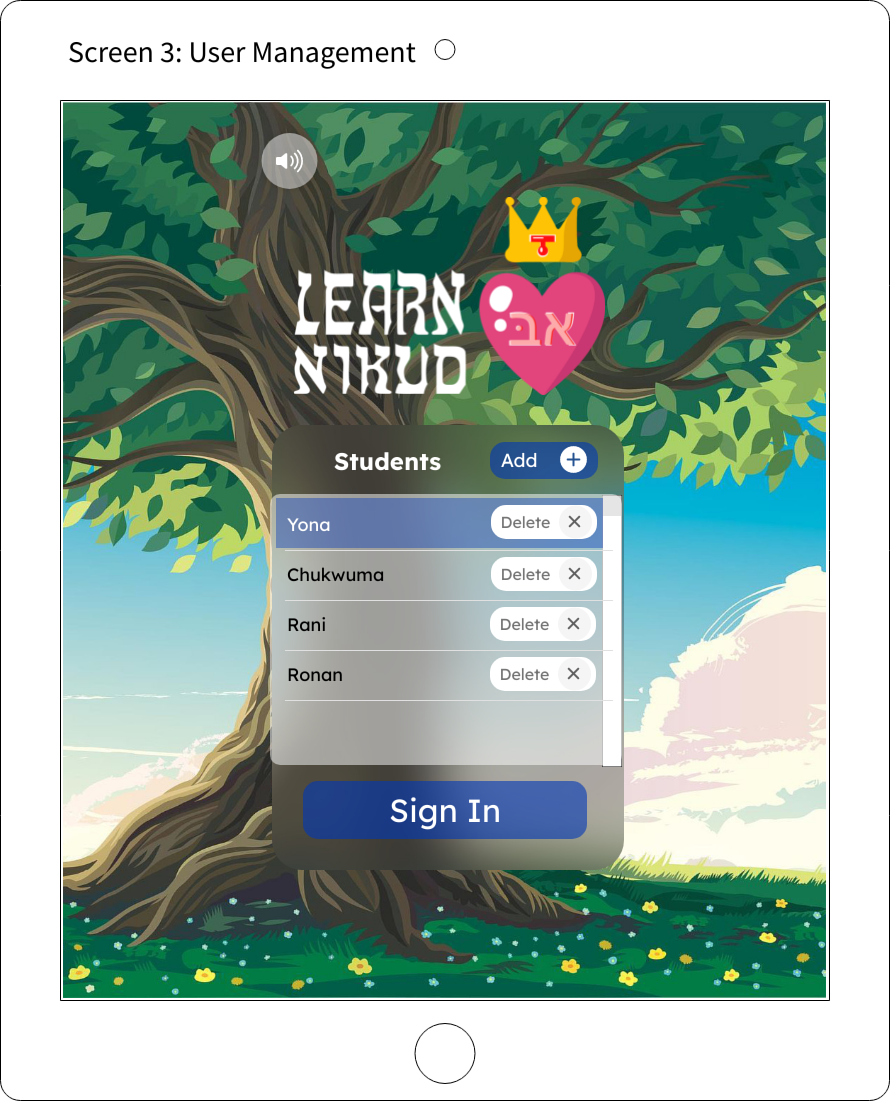 Screen 3: User Management
LEARN
NIKUD
אב
Students
Add
Yona
Delete
Chukwuma
Delete
Rani
Delete
Ronan
Delete
Sign In